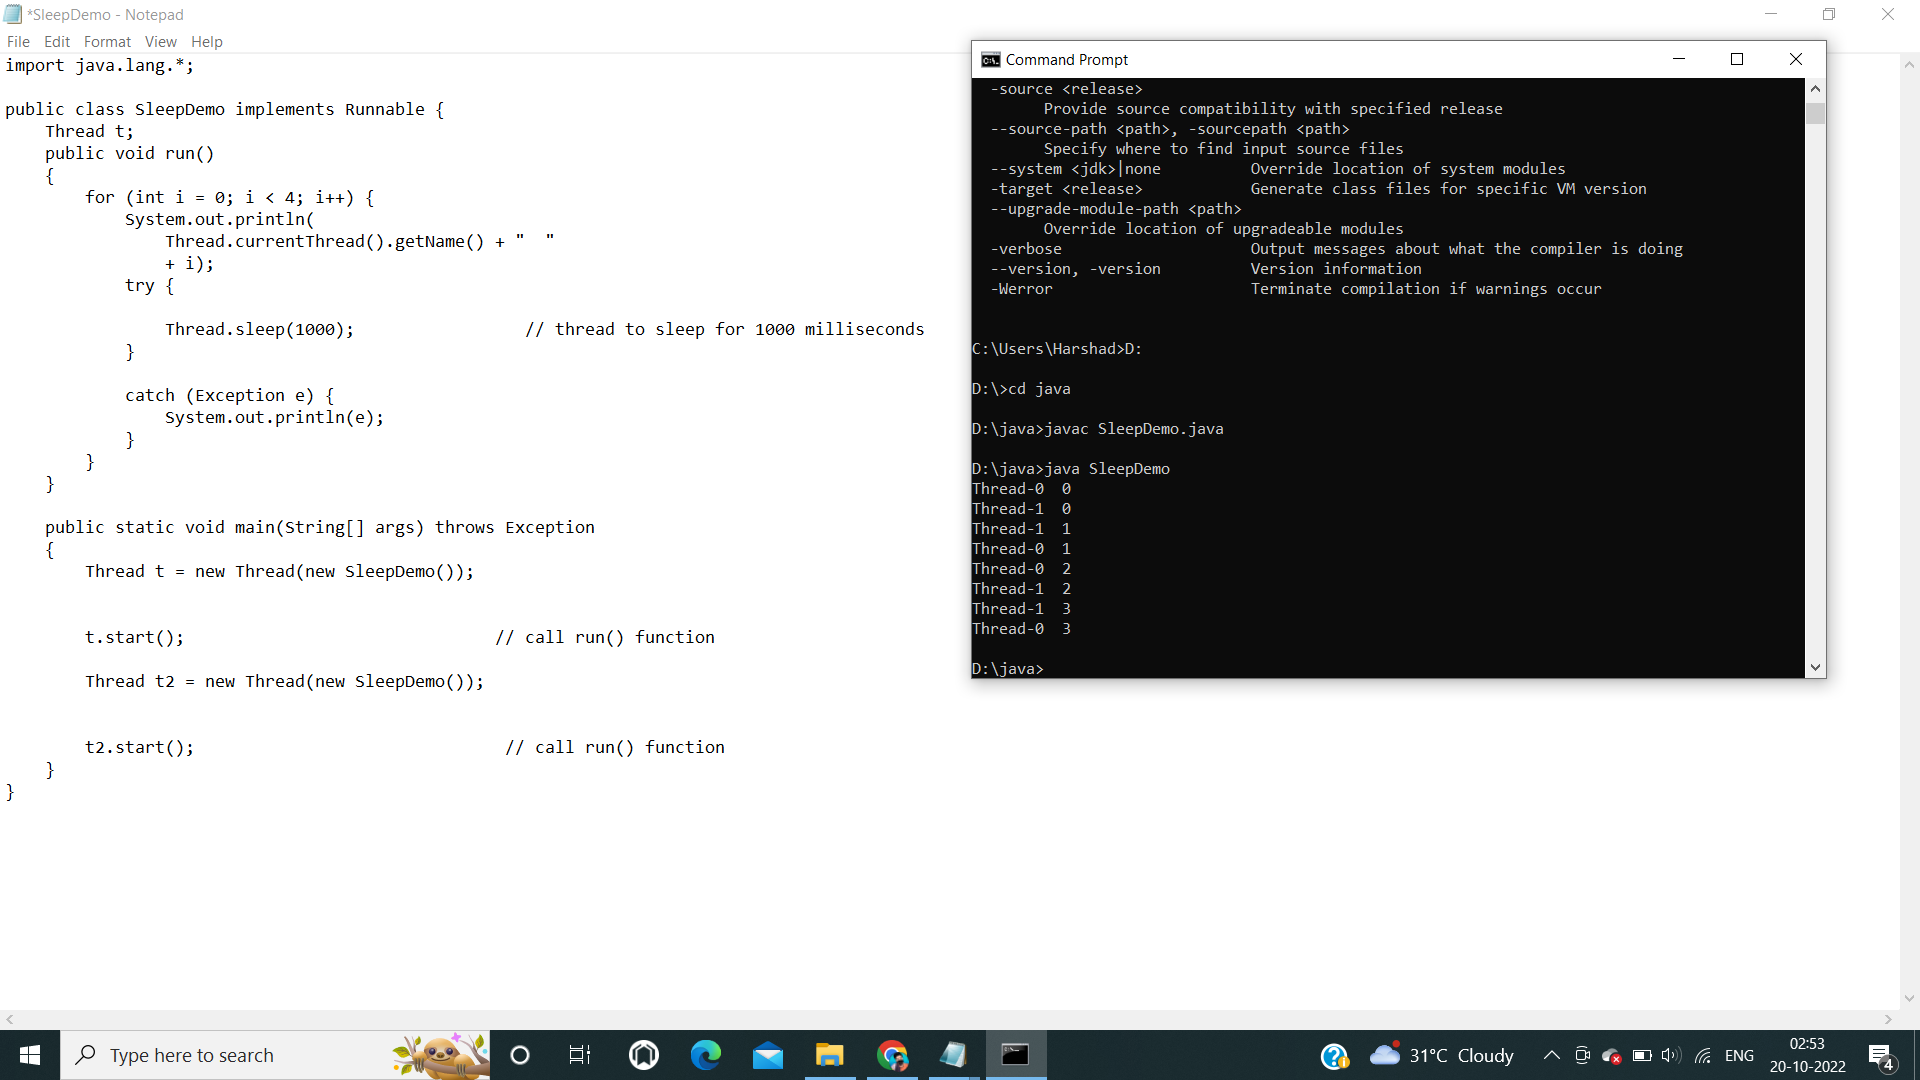 *SleepDemo - Notepad
File Edit Format View Help
import java.lang.*;
public class SleepDemo implements Runnable {
Thread t;
public void run()
{
for (int i = 0; i < 4; i++) {
System.out.println(
Thread.currentThread().getName() + "  "
+ i);
try {
Thread.sleep(1000); // thread to sleep for 1000 milliseconds
}
catch (Exception e) {
System.out.println(e);
}
}
}
public static void main(String[] args) throws Exception
{
Thread t = new Thread(new SleepDemo());
t.start(); // call run() function
Thread t2 = new Thread(new SleepDemo());
t2.start(); // call run() function
}
}
Command Prompt
-source <release>
Provide source compatibility with specified release
--source-path <path>, -sourcepath <path>
Specify where to find input source files
--system <jdk>|none Override location of system modules
-target <release> Generate class files for specific VM version
--upgrade-module-path <path>
Override location of upgradeable modules
-verbose Output messages about what the compiler is doing
--version, -version Version information
-Werror Terminate compilation if warnings occur
C:\Users\Harshad>D:
D:\>cd java
D:\java>javac SleepDemo.java
D:\java>java SleepDemo
Thread-0  0
Thread-1  0
Thread-1  1
Thread-0  1
Thread-0  2
Thread-1  2
Thread-1  3
Thread-0  3
D:\java>
Type here to search
31°C Cloudy
ENG
02:53
20-10-2022
4